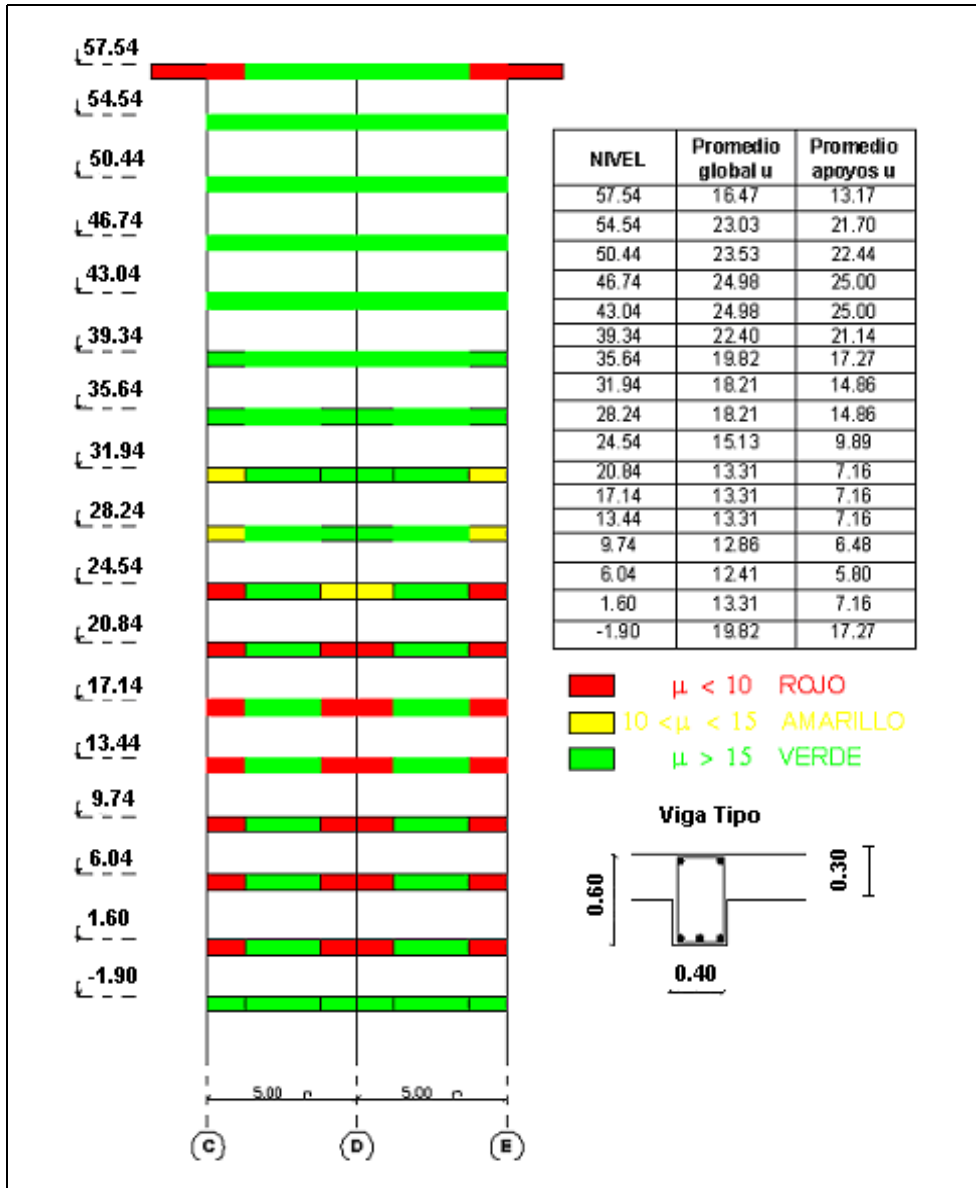 57.54
54.54
50.44
46.74
43.04
39.34
35.64
31.94
28.24
24.54
20.84
17.14
13.44
9.74
6.04
1.60
-1.90
5.00 5.00
C D E
NIVEL Promedio global u Promedio apoyos u
57.54 16.47 13.17
54.54 23.03 21.70
50.44 23.53 22.44
46.74 24.98 25.00
43.04 24.98 25.00
39.34 22.40 21.14
35.64 19.82 17.27
31.94 18.21 14.86
28.24 18.21 14.86
24.54 15.13 9.89
20.84 13.31 7.16
17.14 13.31 7.16
13.44 13.31 7.16
9.74 12.86 6.48
6.04 12.41 5.80
1.60 13.31 7.16
-1.90 19.82 17.27
μ < 10 ROJO
10 <μ < 15 AMARILLO
μ > 15 VERDE
Viga Tipo
0.60
0.30
0.40